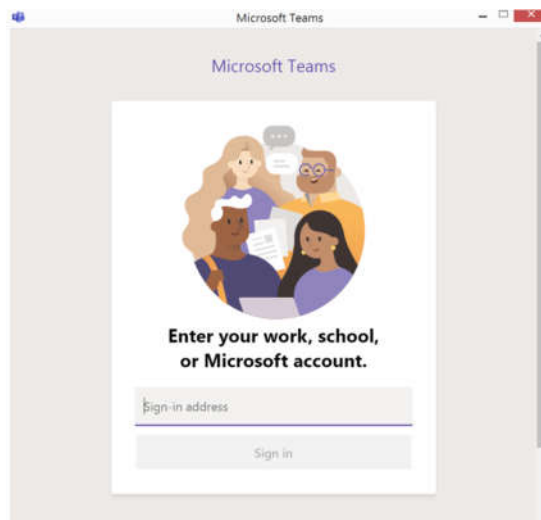 Microsoft Teams
Microsoft Teams
Enter your work, school,
or Microsoft account.
Sign-in address
Sign in